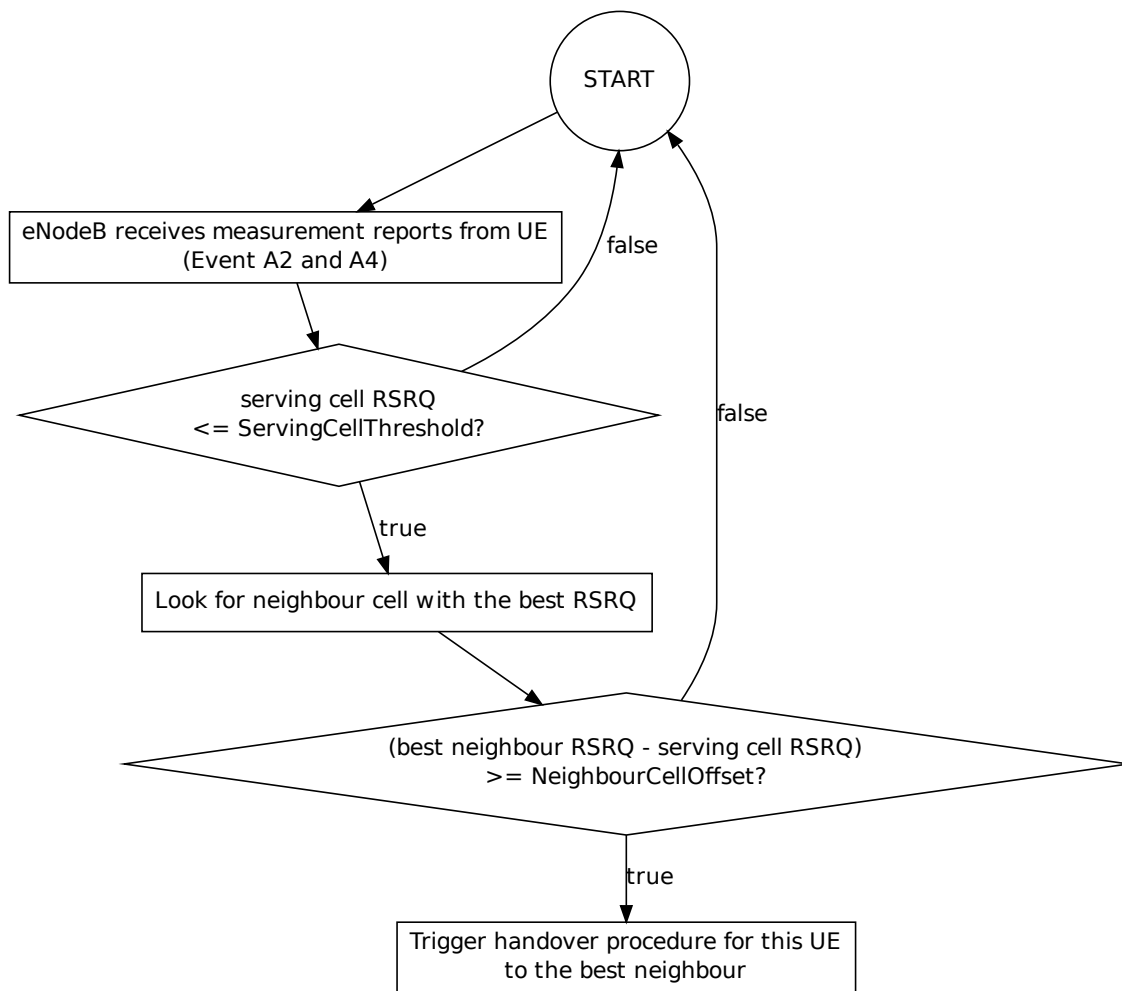 START
eNodeB receives measurement reports from UE
(Event A2 and A4)
false
serving cell RSRQ
<= ServingCellThreshold?
false
true
Look for neighbour cell with the best RSRQ
(best neighbour RSRQ - serving cell RSRQ)
>= NeighbourCellOffset?
true
Trigger handover procedure for this UE
to the best neighbour